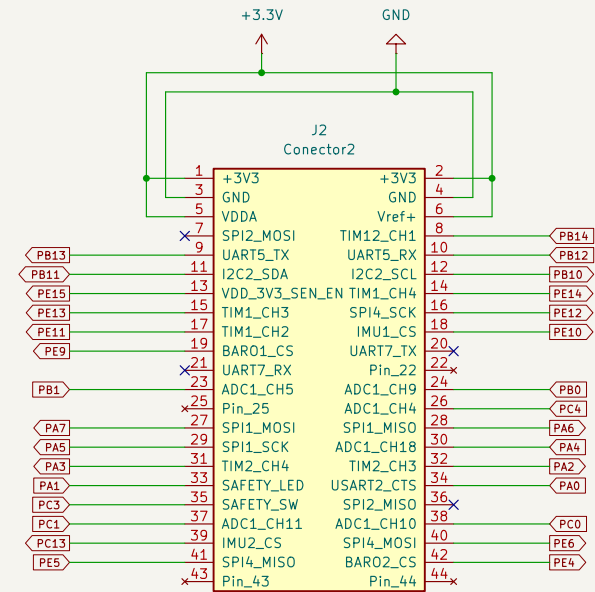 +3.3V GND
J2
Conector2
1 +3V3 +3V3 2
3 GND GND 4
5 VDDA Vref+ 6
7 SPI2_MOSI TIM12_CH1 8 PB14
PB13 9 UART5_TX UART5_RX 10 PB12
PB11 11 I2C2_SDA I2C2_SCL 12 PB10
PE15 13 VDD_3V3_SEN_EN TIM1_CH4 14 PE14
PE13 15 TIM1_CH3 SPI4_SCK 16 PE12
PE11 17 TIM1_CH2 IMU1_CS 18 PE10
PE9 19 BARO1_CS UART7_TX 20
21 UART7_RX Pin_22 22
PB1 23 ADC1_CH5 ADC1_CH9 24 PB0
25 Pin_25 ADC1_CH4 26 PC4
PA7 27 SPI1_MOSI SPI1_MISO 28 PA6
PA5 29 SPI1_SCK ADC1_CH18 30 PA4
PA3 31 TIM2_CH4 TIM2_CH3 32 PA2
PA1 33 SAFETY_LED USART2_CTS 34 PA0
PC3 35 SAFETY_SW SPI2_MISO 36
PC1 37 ADC1_CH11 ADC1_CH10 38 PC0
PC13 39 IMU2_CS SPI4_MOSI 40 PE6
PE5 41 SPI4_MISO BARO2_CS 42 PE4
43 Pin_43 Pin_44 44